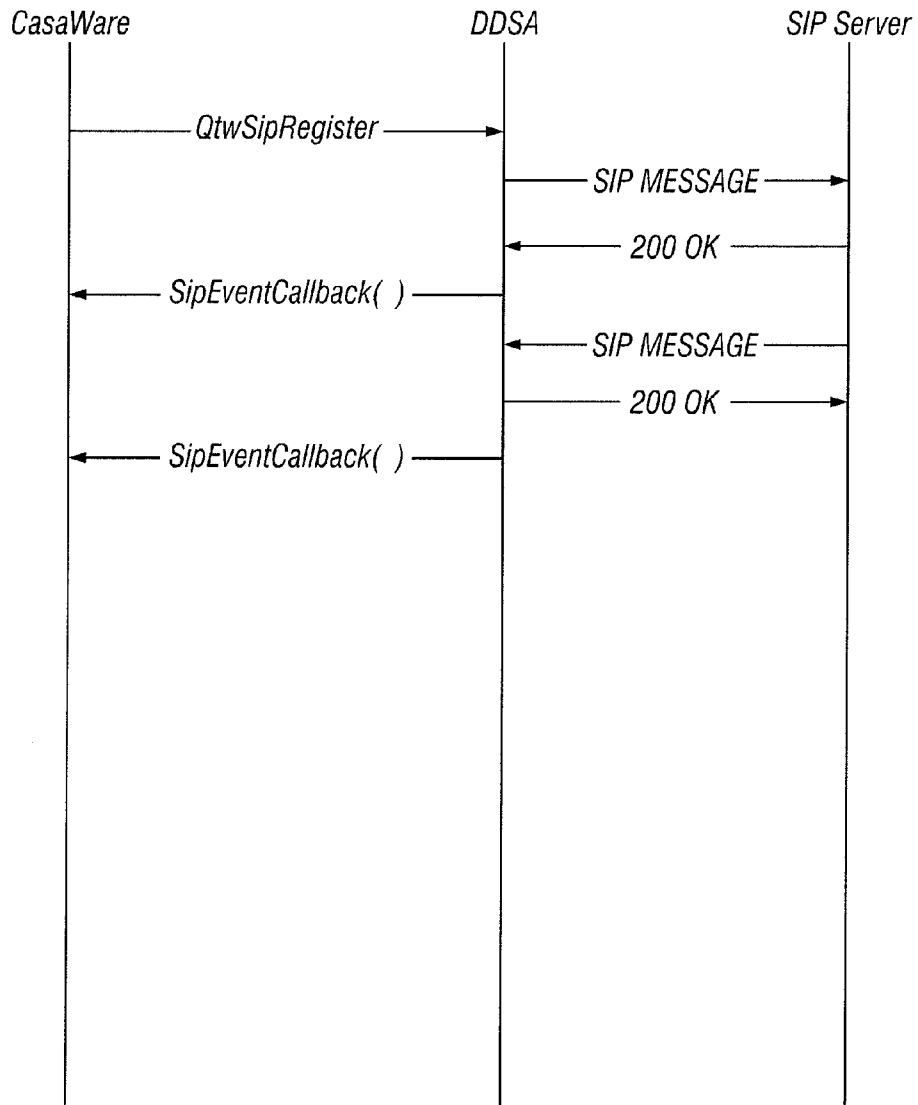 CasaWare DDSA SIP Server
QtwSipRegister
SIP MESSAGE
200 OK
SipEventCallback( )
SIP MESSAGE
200 OK
SipEventCallback( )